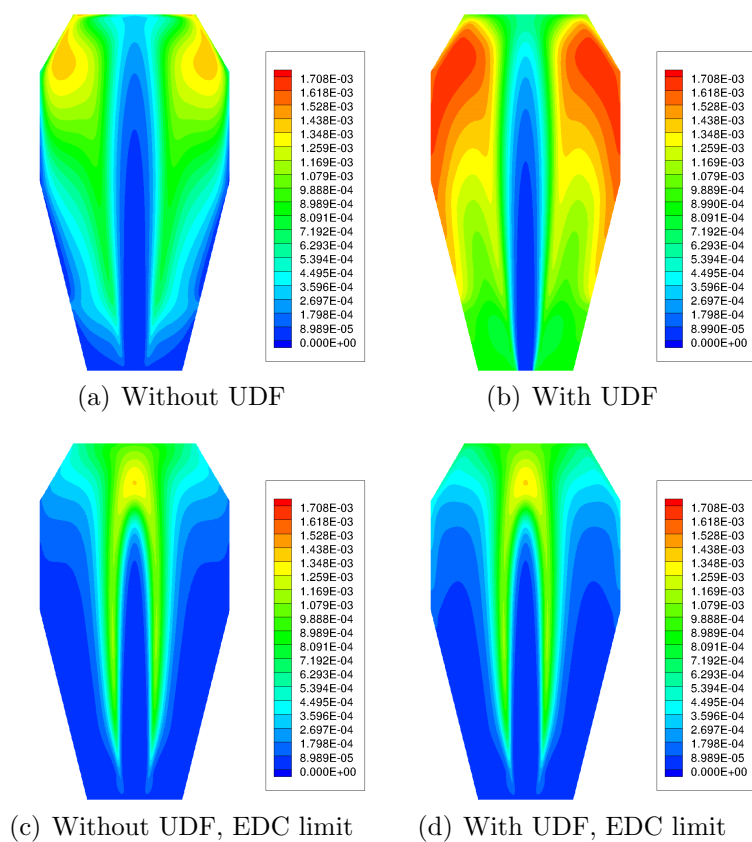 1.708E-03
1.618E-03
1.528E-03
1.438E-03
1.348E-03
1.259E-03
1.169E-03
1.079E-03
9.888E-04
8.989E-04
8.091E-04
7.192E-04
6.293E-04
5.394E-04
4.495E-04
3.596E-04
2.697E-04
1.798E-04
8.989E-05
0.000E+00
(a) Without UDF
1.708E-03
1.618E-03
1.528E-03
1.438E-03
1.348E-03
1.259E-03
1.169E-03
1.079E-03
9.889E-04
8.990E-04
8.091E-04
7.192E-04
6.293E-04
5.394E-04
4.495E-04
3.596E-04
2.697E-04
1.798E-04
8.990E-05
0.000E+00
(b) With UDF
1.708E-03
1.618E-03
1.528E-03
1.438E-03
1.348E-03
1.259E-03
1.169E-03
1.079E-03
9.888E-04
8.989E-04
8.091E-04
7.192E-04
6.293E-04
5.394E-04
4.495E-04
3.596E-04
2.697E-04
1.798E-04
8.989E-05
0.000E+00
(c) Without UDF, EDC limit
1.708E-03
1.618E-03
1.528E-03
1.438E-03
1.348E-03
1.259E-03
1.169E-03
1.079E-03
9.888E-04
8.989E-04
8.091E-04
7.192E-04
6.293E-04
5.394E-04
4.495E-04
3.596E-04
2.697E-04
1.798E-04
8.989E-05
0.000E+00
(d) With UDF, EDC limit